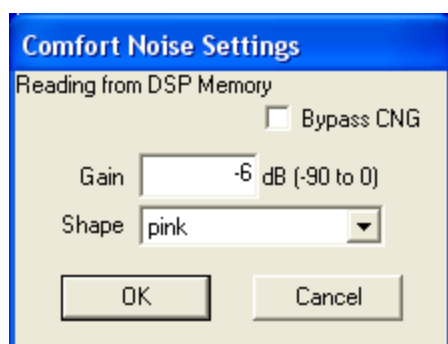 Comfort Noise Settings
Reading from DSP Memory
Bypass CNG
Gain -6 dB (-90 to 0)
Shape pink
OK Cancel